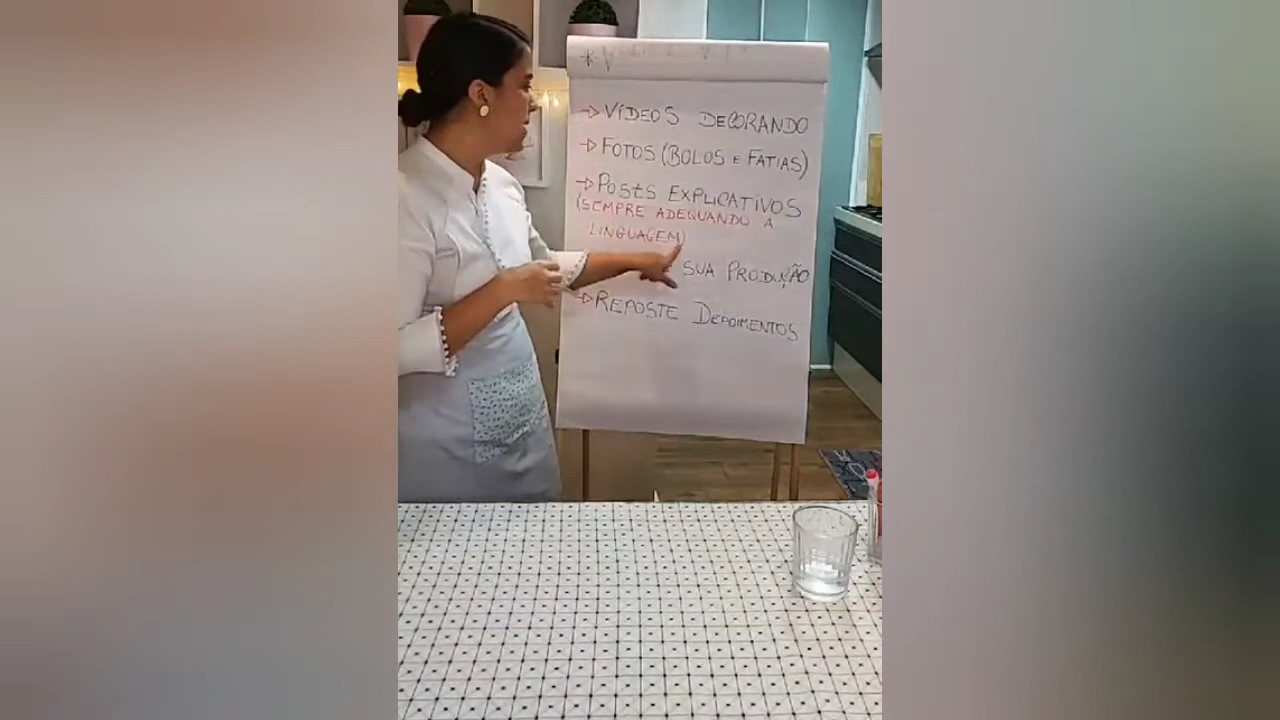 → VÍDEOS DECORANDO
→ FOTOS (BOLOS E FATIAS)
→ POSTS EXPLICATIVOS
(SEMPRE ADEQUANDO A
LINGUAGEM)
SUA PRODUÇÃO
→ REPOSTE DEPOIMENTOS